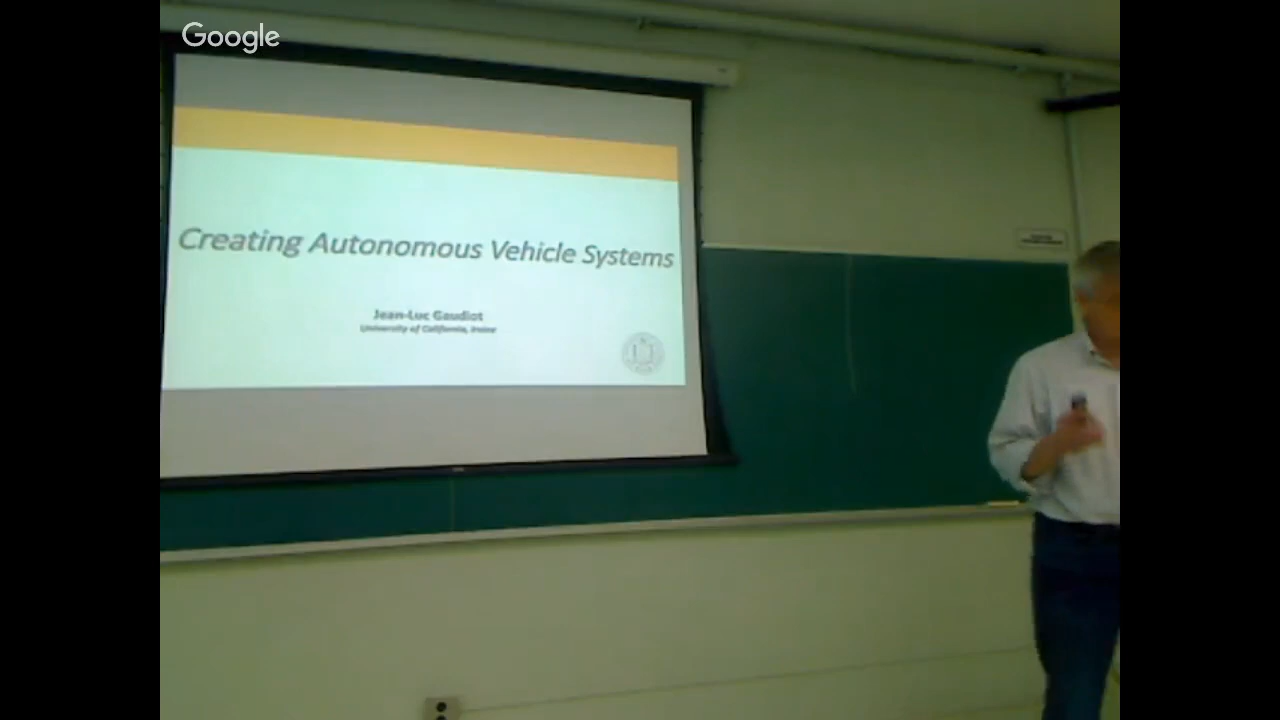 Google
Creating Autonomous Vehicle Systems
Jean-Luc Gaudiot
University of California, Irvine